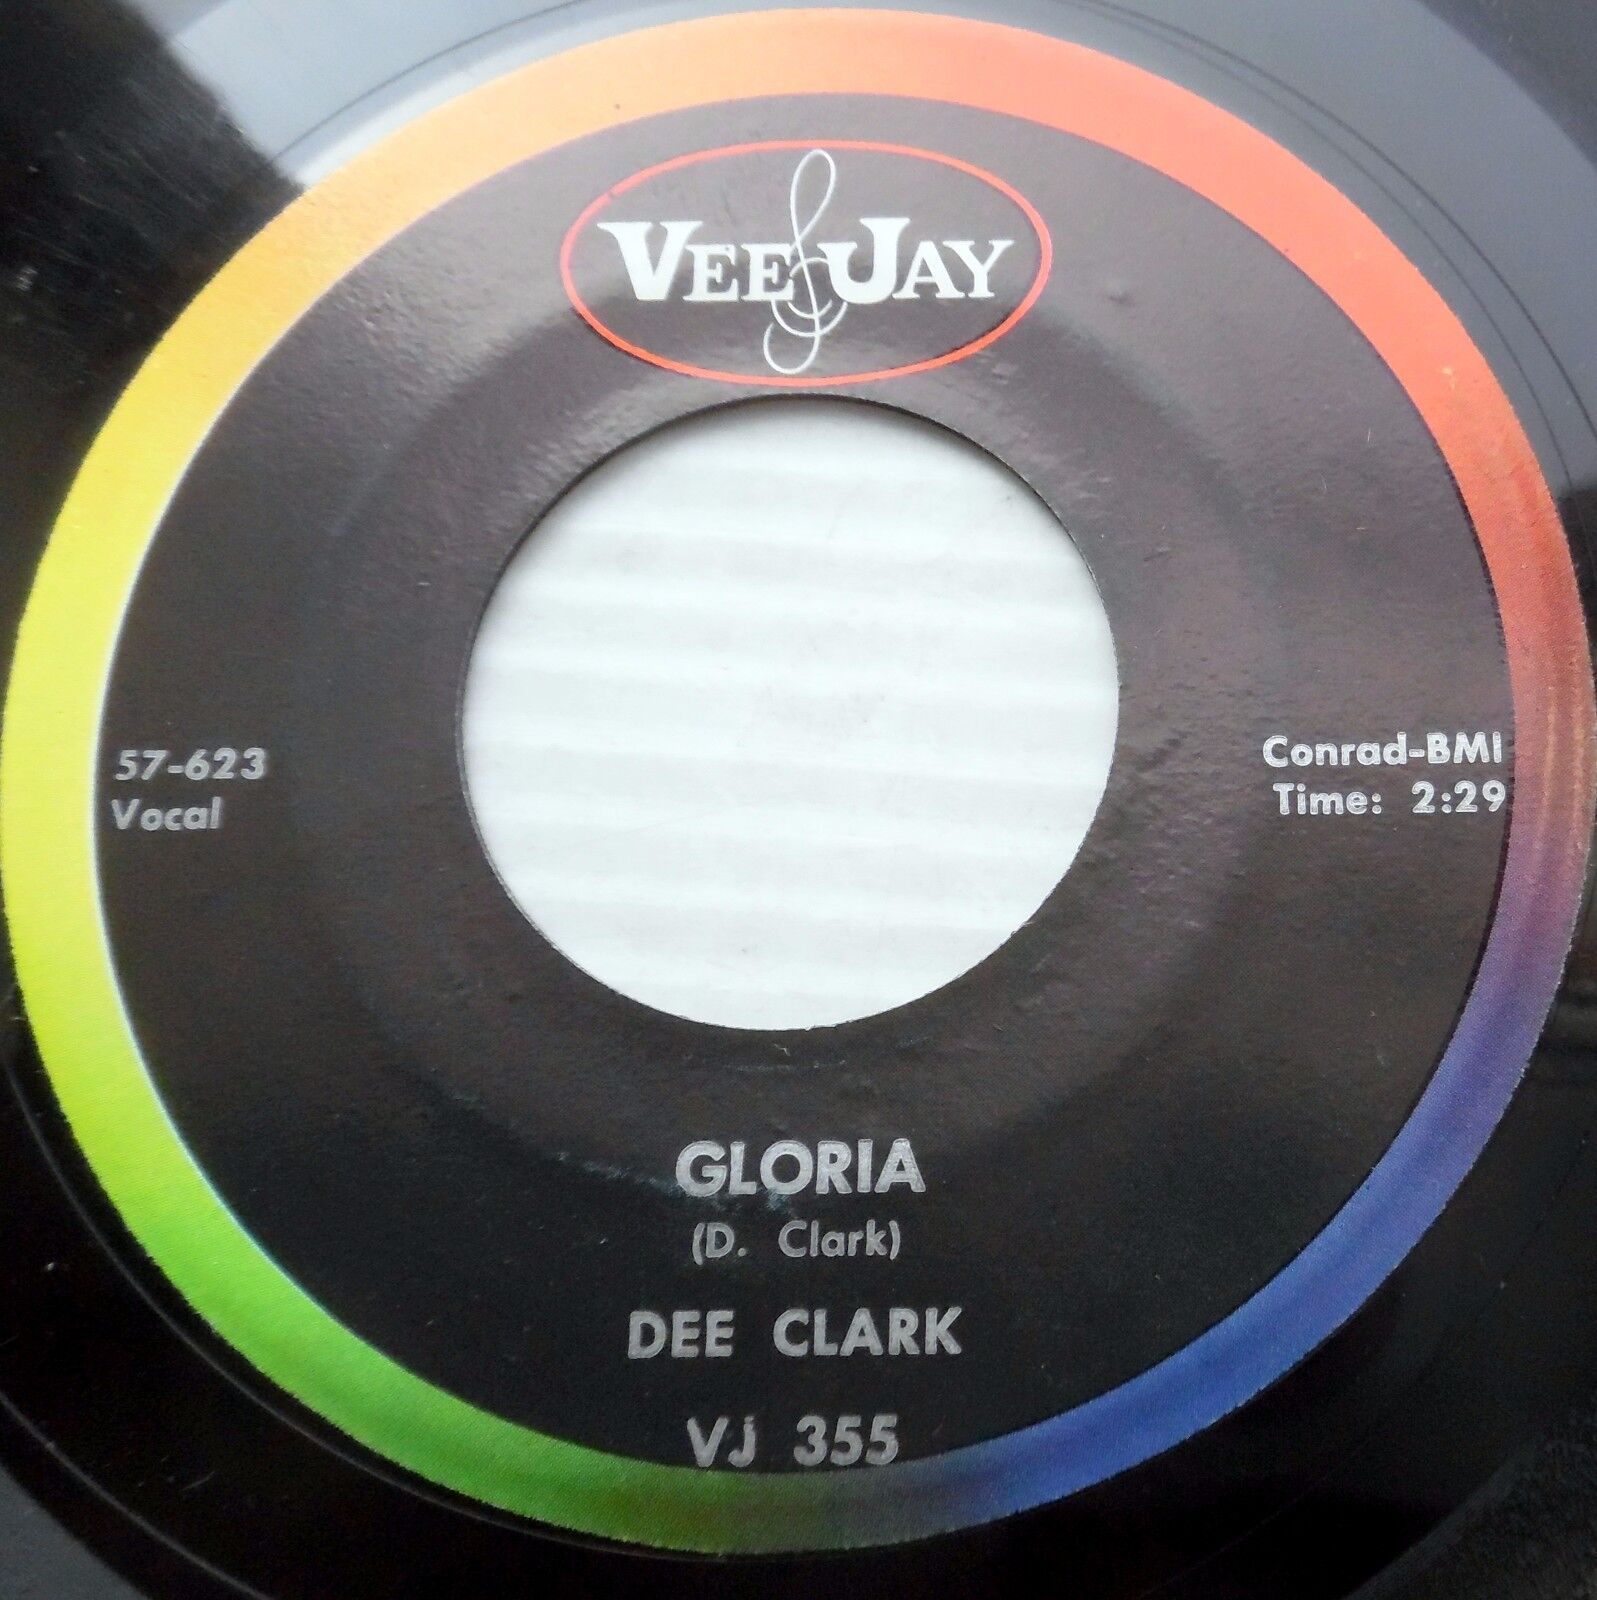 VEE JAY
57-623
Vocal
Conrad-BMI
Time: 2:29
GLORIA
(D. Clark)
DEE CLARK
VJ 355